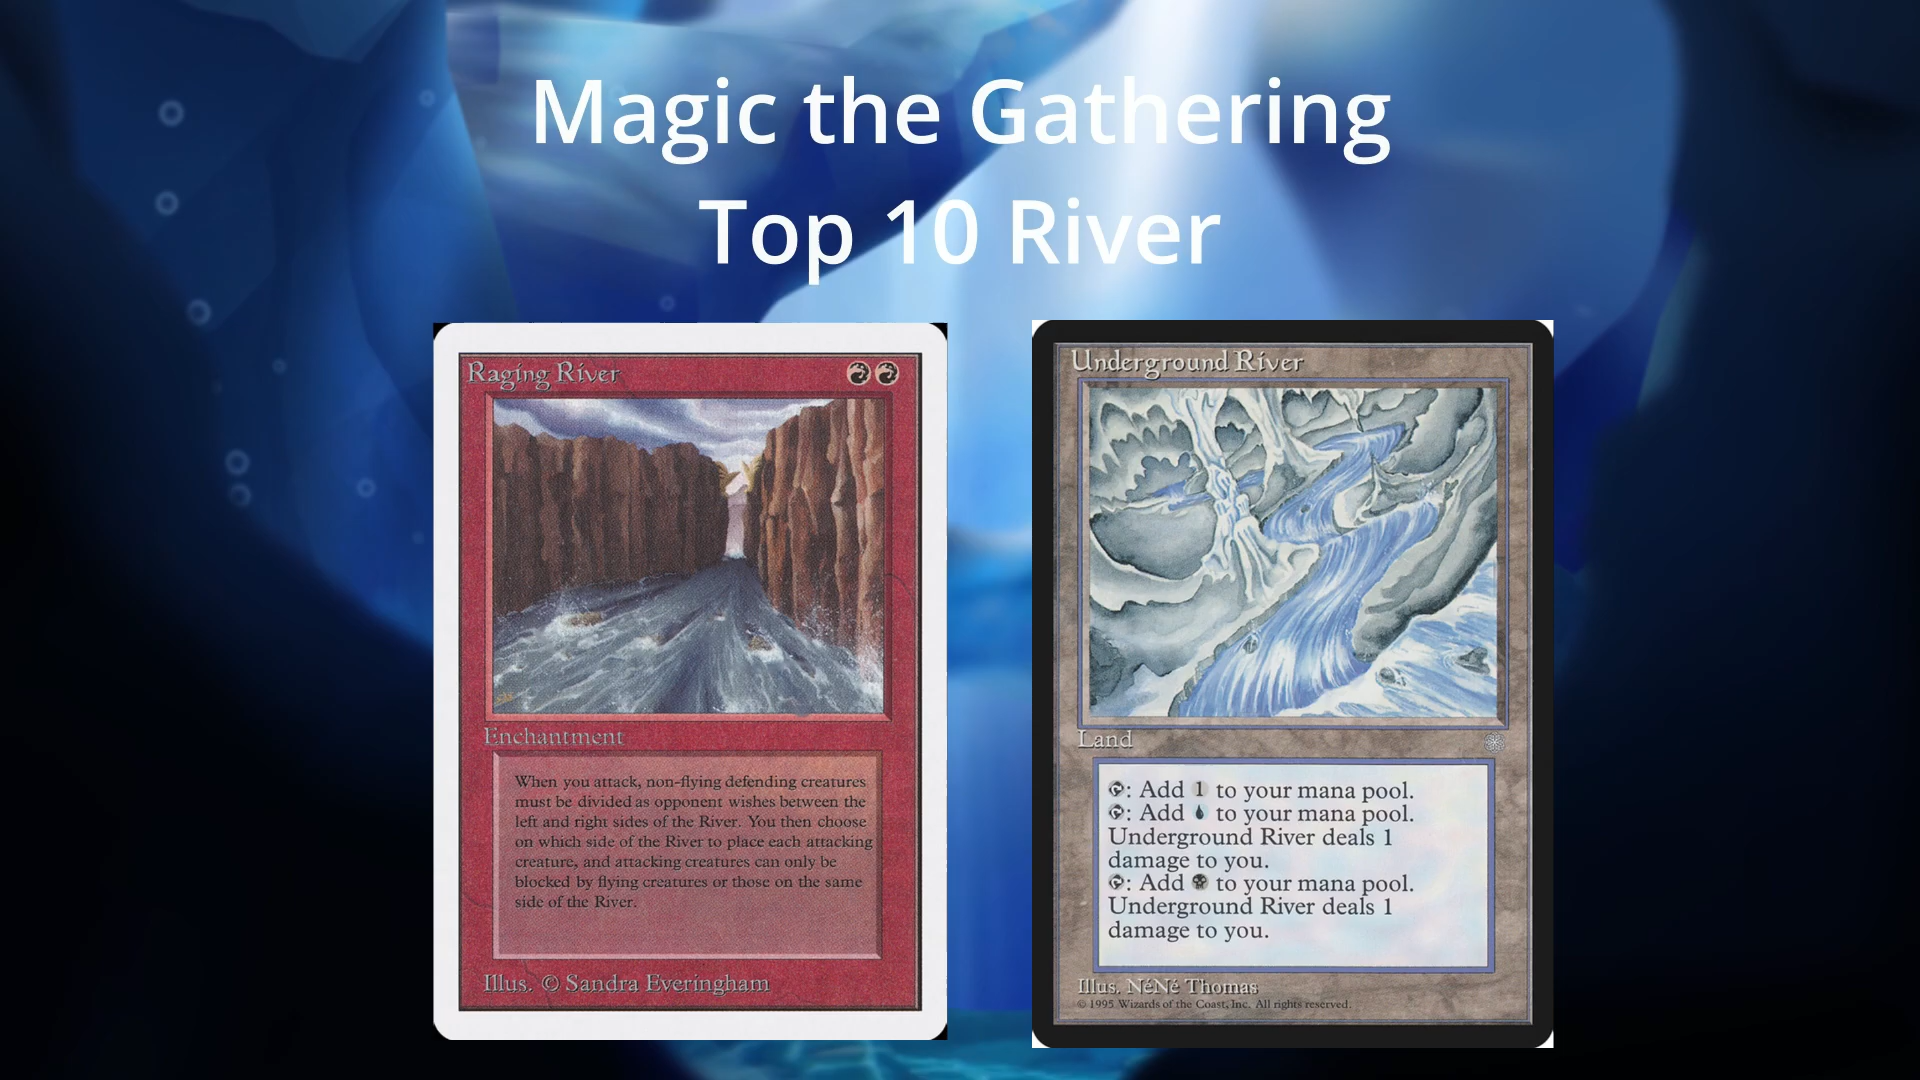 Magic the Gathering
Top 10 River
Raging River
Enchantment
When you attack, non-flying defending creatures
must be divided as opponent wishes between the
left and right sides of the River. You then choose
on which side of the River to place each attacking
creature, and attacking creatures can only be
blocked by flying creatures or those on the same
side of the River.
Illus. © Sandra Everingham
Underground River
Land
: Add 1 to your mana pool.
: Add to your mana pool.
Underground River deals 1
damage to you.
: Add to your mana pool.
Underground River deals 1
damage to you.
Illus. NéNé Thomas
© 1995 Wizards of the Coast, Inc. All rights reserved.